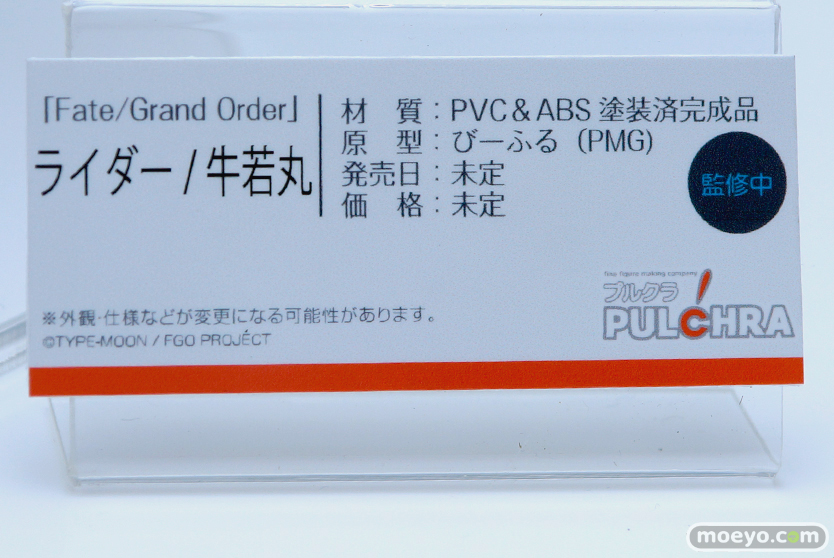 「Fate/Grand Order」
ライダー / 牛若丸
材　質：PVC＆ABS 塗装済完成品
原　型：びーふる（PMG)
発売日：未定
価　格：未定
監修中
※外観・仕様などが変更になる可能性があります。
©TYPE-MOON / FGO PROJECT
fine figure making company
プルクラ
PULCHRA
moeyo.com